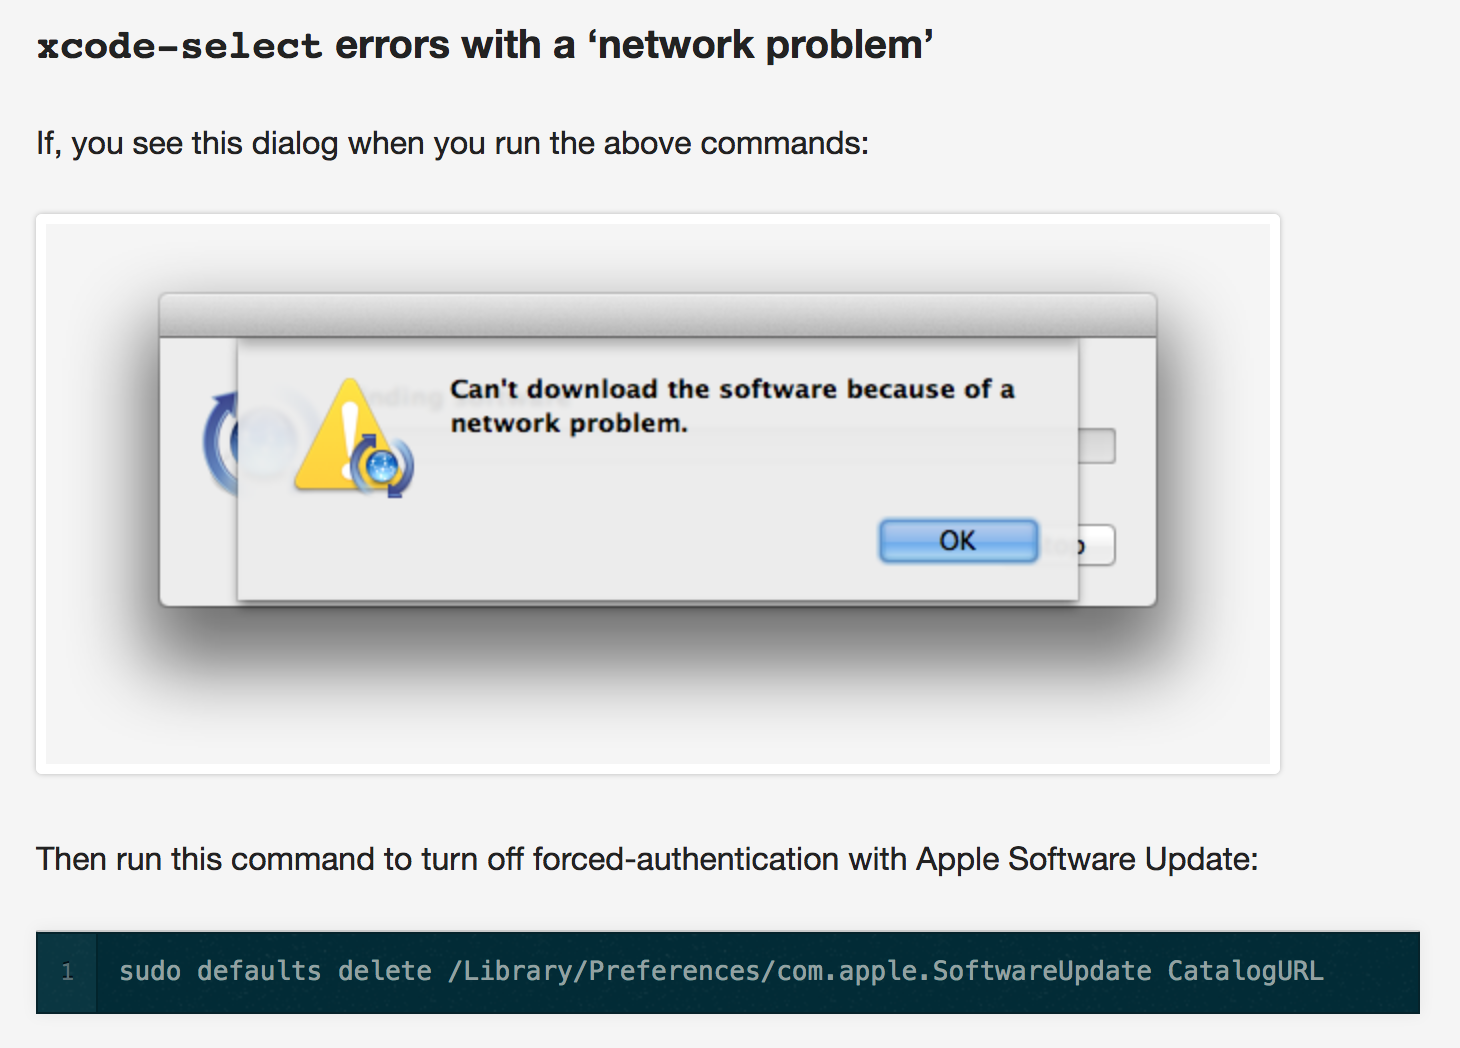 xcode-select errors with a ‘network problem’
If, you see this dialog when you run the above commands:
Can't download the software because of a
network problem.
OK
Then run this command to turn off forced-authentication with Apple Software Update:
1 sudo defaults delete /Library/Preferences/com.apple.SoftwareUpdate CatalogURL